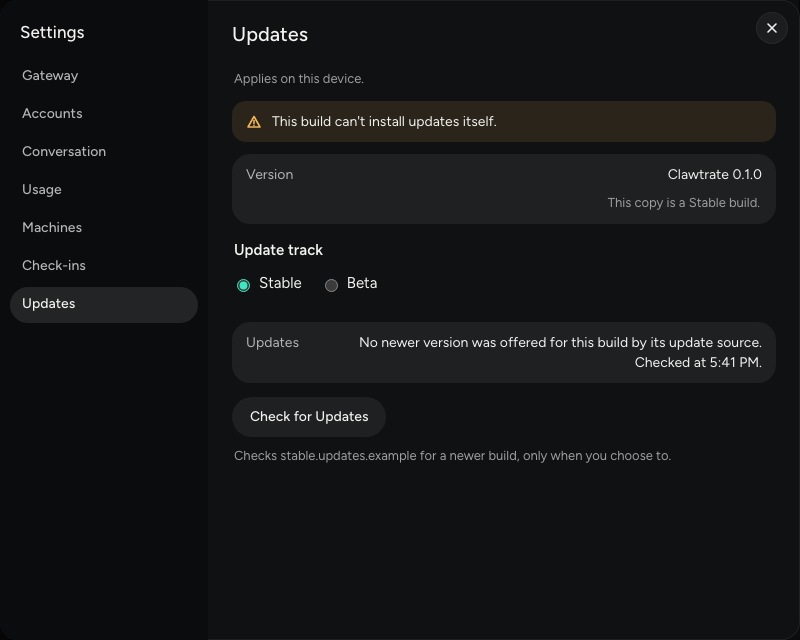 Settings
Gateway
Accounts
Conversation
Usage
Machines
Check-ins
Updates
Updates
Applies on this device.
This build can't install updates itself.
Version
Clawtrate 0.1.0
This copy is a Stable build.
Update track
Stable
Beta
Updates
No newer version was offered for this build by its update source.
Checked at 5:41 PM.
Check for Updates
Checks stable.updates.example for a newer build, only when you choose to.